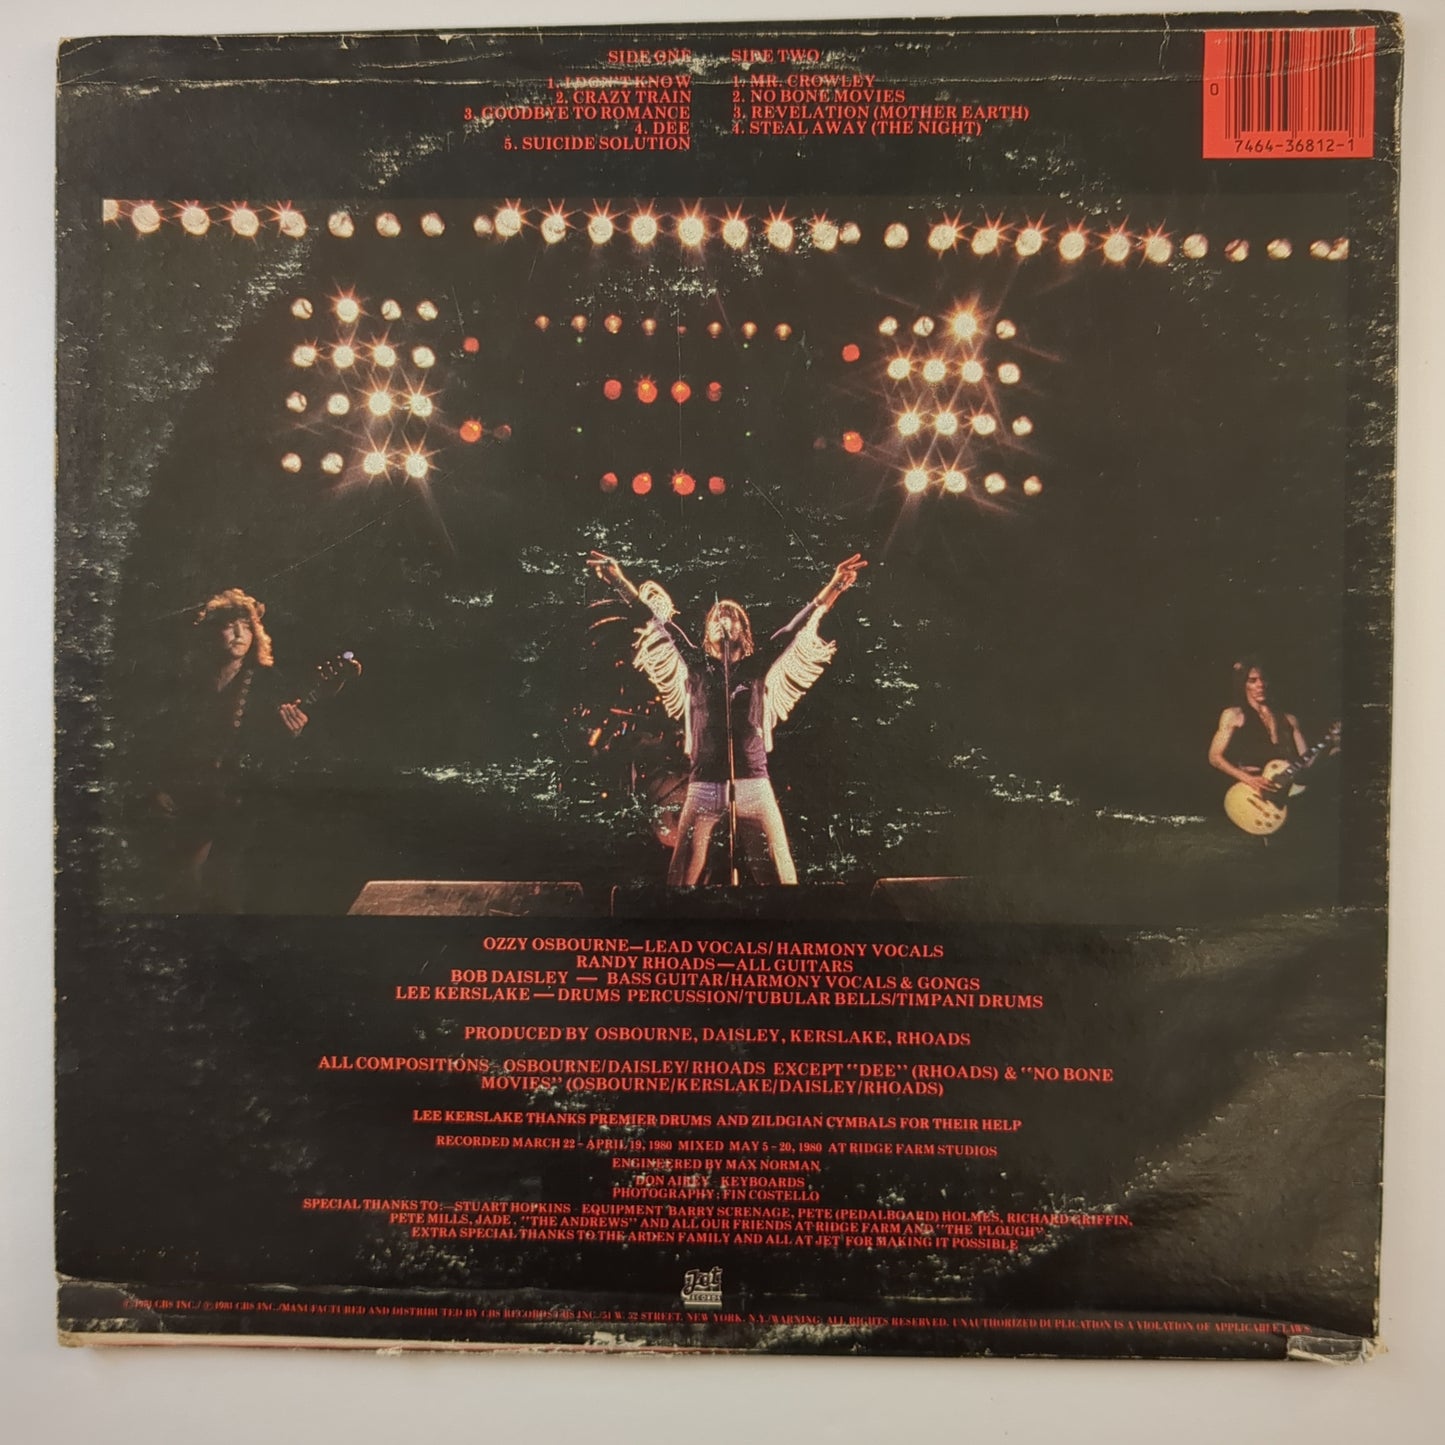 SIDE ONE
1. I DON'T KNOW
2. CRAZY TRAIN
3. GOODBYE TO ROMANCE
4. DEE
5. SUICIDE SOLUTION
SIDE TWO
1. MR. CROWLEY
2. NO BONE MOVIES
3. REVELATION (MOTHER EARTH)
4. STEAL AWAY (THE NIGHT)
0
7464-36812-1
OZZY OSBOURNE—LEAD VOCALS/HARMONY VOCALS
RANDY RHOADS—ALL GUITARS
BOB DAISLEY — BASS GUITAR/HARMONY VOCALS & GONGS
LEE KERSLAKE—DRUMS PERCUSSION/TUBULAR BELLS/TIMPANI DRUMS
PRODUCED BY OSBOURNE, DAISLEY, KERSLAKE, RHOADS
ALL COMPOSITIONS OSBOURNE/DAISLEY/RHOADS EXCEPT "DEE" (RHOADS) & "NO BONE
MOVIES" (OSBOURNE/KERSLAKE/DAISLEY/RHOADS)
LEE KERSLAKE THANKS PREMIER DRUMS AND ZILDGIAN CYMBALS FOR THEIR HELP
RECORDED MARCH 22 - APRIL 19, 1980 MIXED MAY 5-20, 1980 AT RIDGE FARM STUDIOS
ENGINEERED BY MAX NORMAN
DON AIREY KEYBOARDS
PHOTOGRAPHY: FIN COSTELLO
SPECIAL THANKS TO:—STUART HOPKINS EQUIPMENT BARRY SCRENAGE, PETE (PEDALBOARD) HOLMES, RICHARD GRIFFIN,
PETE MILLS, JADE, "THE ANDREWS" AND ALL OUR FRIENDS AT RIDGE FARM AND "THE PLOUGH"
EXTRA SPECIAL THANKS TO THE ARDEN FAMILY AND ALL AT JET FOR MAKING IT POSSIBLE
Jet
RECORDS
© 1981 CBS INC./ ℗ 1981 CBS INC./MANUFACTURED AND DISTRIBUTED BY CBS RECORDS/CBS INC./51 W. 52 STREET, NEW YORK, N.Y./WARNING: ALL RIGHTS RESERVED. UNAUTHORIZED DUPLICATION IS A VIOLATION OF APPLICABLE LAWS.